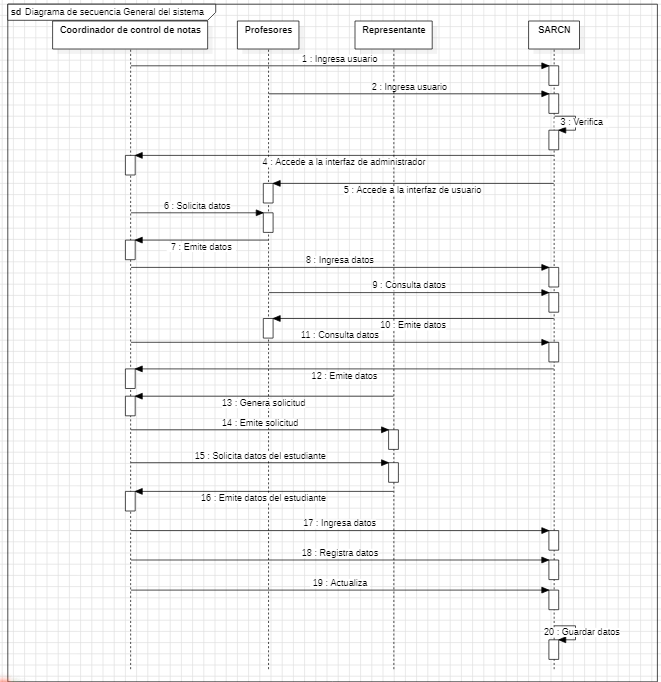 sd Diagrama de secuencia General del sistema
Coordinador de control de notas
Profesores
Representante
SARCN
1 : Ingresa usuario
2 : Ingresa usuario
3 : Verifica
4 : Accede a la interfaz de administrador
5 : Accede a la interfaz de usuario
6 : Solicita datos
7 : Emite datos
8 : Ingresa datos
9 : Consulta datos
10 : Emite datos
11 : Consulta datos
12 : Emite datos
13 : Genera solicitud
14 : Emite solicitud
15 : Solicita datos del estudiante
16 : Emite datos del estudiante
17 : Ingresa datos
18 : Registra datos
19 : Actualiza
20 : Guardar datos